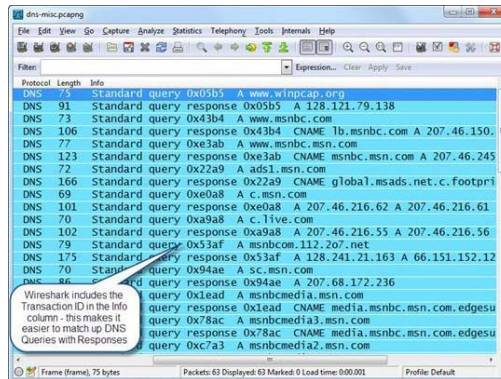 dns-misc.pcapng
File Edit View Go Capture Analyze Statistics Telephony Tools Internals Help
Filter: Expression... Clear Apply Save
Protocol Length Info
DNS 75 Standard query 0x05b5 A www.winpcap.org
DNS 91 Standard query response 0x05b5 A 128.121.79.138
DNS 73 Standard query 0x43b4 A www.msnbc.com
DNS 106 Standard query response 0x43b4 CNAME lb.msnbc.com A 207.46.150.
DNS 77 Standard query 0xe3ab A www.msnbc.msn.com
DNS 123 Standard query response 0xe3ab CNAME msnbc.msn.com A 207.46.245
DNS 72 Standard query 0x22a9 A ads1.msn.com
DNS 166 Standard query response 0x22a9 CNAME global.msads.net.c.footpri
DNS 69 Standard query 0xe0a8 A c.msn.com
DNS 101 Standard query response 0xe0a8 A 207.46.216.62 A 207.46.216.61
DNS 70 Standard query 0xa9a8 A c.live.com
DNS 102 Standard query response 0xa9a8 A 207.46.216.55 A 207.46.216.56
DNS 79 Standard query 0x53af A msnbcom.112.2o7.net
DNS 175 Standard query response 0x53af A 128.241.21.163 A 66.151.152.12
DNS 70 Standard query 0x94ae A sc.msn.com
DNS 86 Standard query response 0x94ae A 207.68.172.236
query 0x1ead A msnbcmedia.msn.com
query response 0x1ead CNAME media.msnbc.msn.com.edgesu
query 0x78ac A msnbcmedia3.msn.com
query response 0x78ac CNAME media.msnbc.msn.com.edgesu
query 0xc7a3 A msnbcmedia2.msn.com
Wireshark includes the
Transaction ID in the Info
column - this makes it
easier to match up DNS
Queries with Responses
Frame (frame), 75 bytes Packets: 63 Displayed: 63 Marked: 0 Load time: 0:00.001 Profile: Default